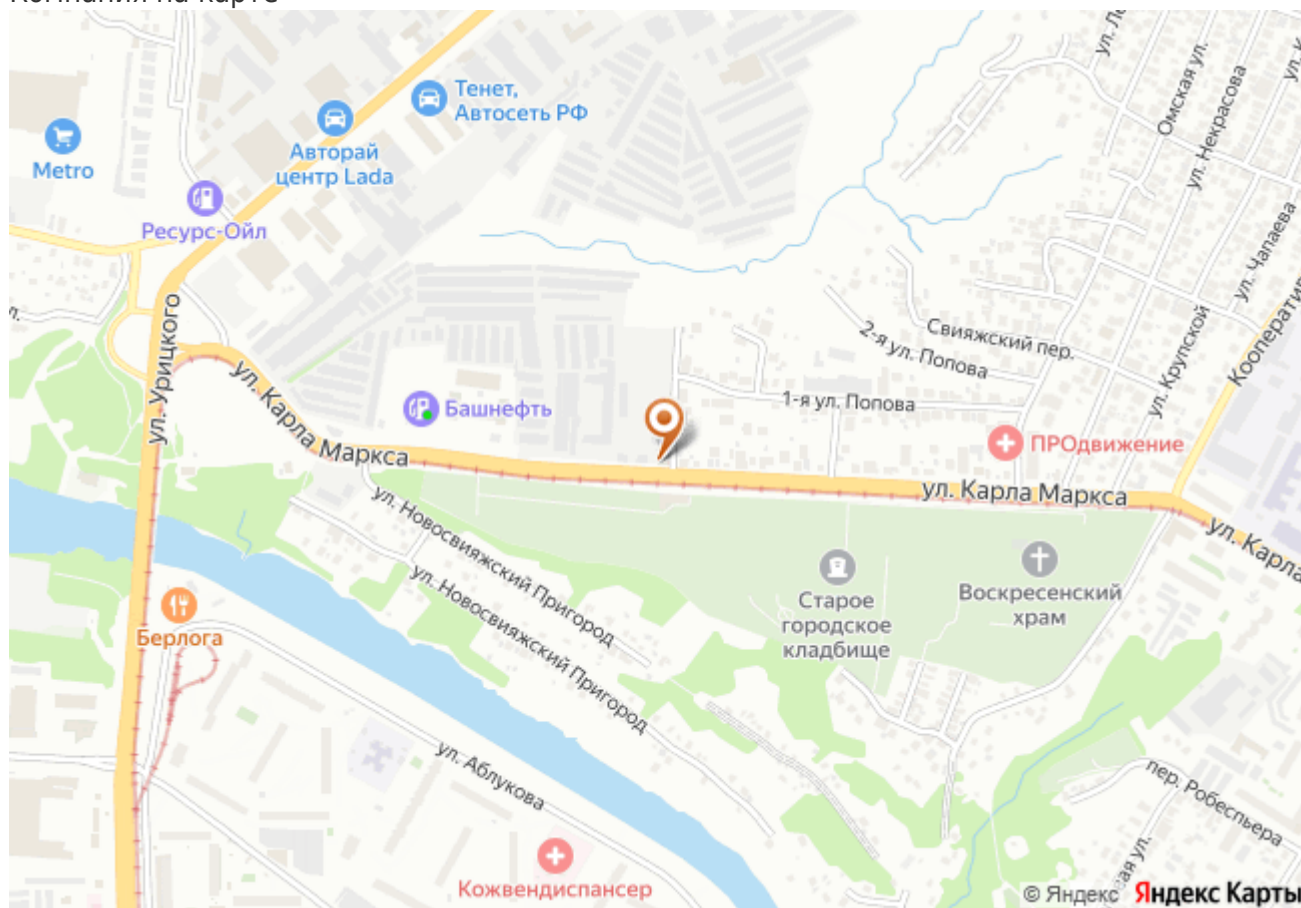 Компания на карте
ул. К
Омская ул.
ул. Некрасова
Тенет,
Автосеть РФ
Авторай
центр Lada
Metro
Ресурс-Ойл
ул. Чапаева
ул. Урицкого
Свияжский пер.
2-я ул. Попова
1-я ул. Попова
ул. Крупской
Кооператив
ул. Карла Маркса
Башнефть
ПРОдвижение
ул. Карла Маркса
ул. Карла
ул. Новосвияжский Пригород
ул. Новосвияжский Пригород
Старое
городское
кладбище
Воскресенский
храм
Берлога
ул. Аблукова
пер. Робеспьера
Кожвендиспансер
© Яндекс Яндекс Карты